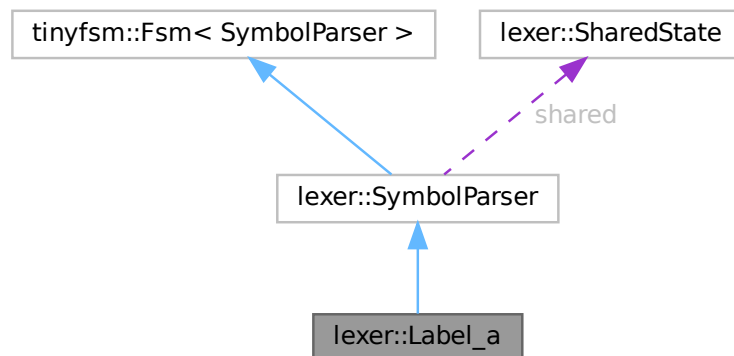 tinyfsm::Fsm< SymbolParser >
lexer::SharedState
shared
lexer::SymbolParser
lexer::Label_a